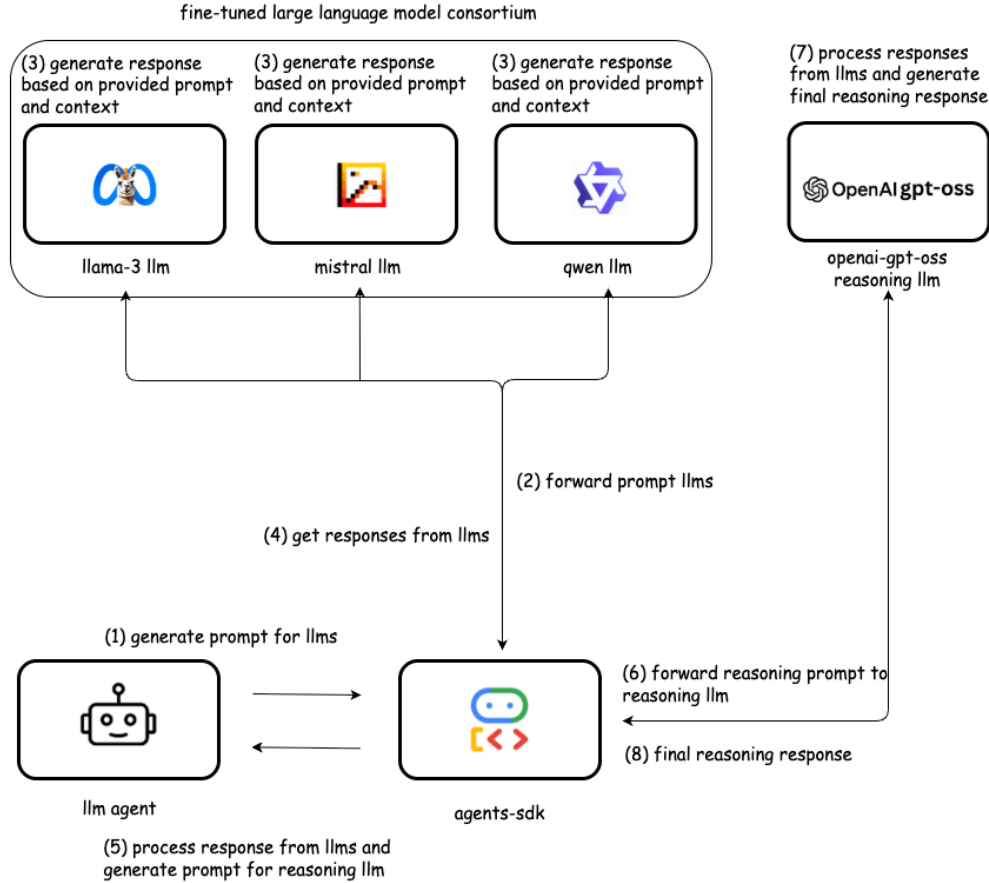 fine-tuned large language model consortium
(3) generate response
based on provided prompt
and context
(3) generate response
based on provided prompt
and context
(3) generate response
based on provided prompt
and context
(7) process responses
from llms and generate
final reasoning response
OpenAI gpt-oss
llama-3 llm
mistral llm
qwen llm
openai-gpt-oss
reasoning llm
(2) forward prompt llms
(4) get responses from llms
(1) generate prompt for llms
(6) forward reasoning prompt to
reasoning llm
(8) final reasoning response
llm agent
agents-sdk
(5) process response from llms and
generate prompt for reasoning llm